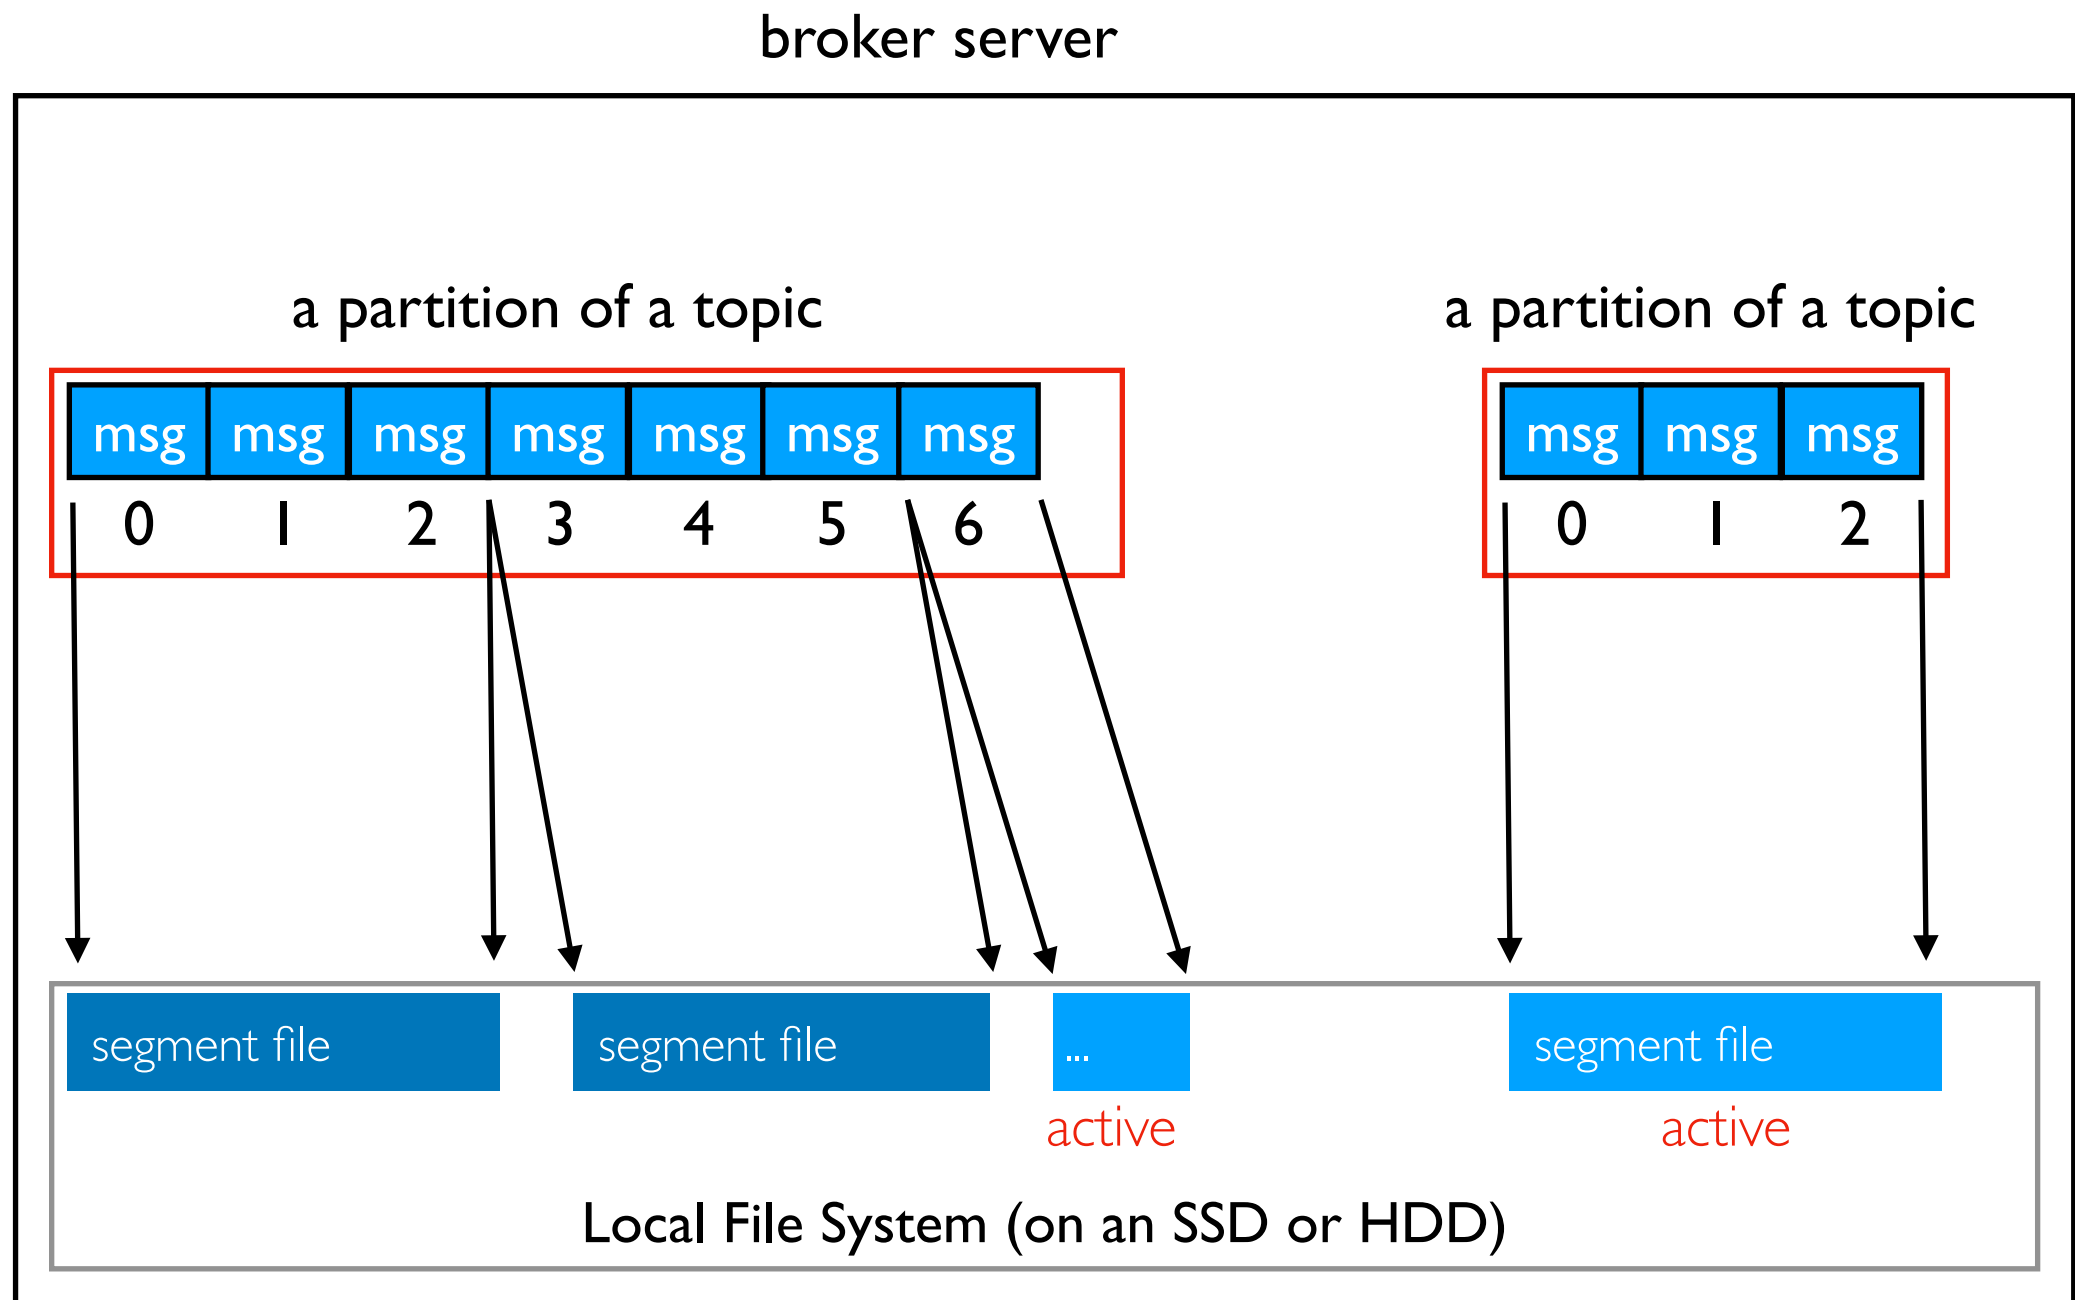 broker server
a partition of a topic
a partition of a topic
msg msg msg msg msg msg msg
msg msg msg
0 1 2 3 4 5 6
0 1 2
segment file
segment file
...
segment file
active
active
Local File System (on an SSD or HDD)